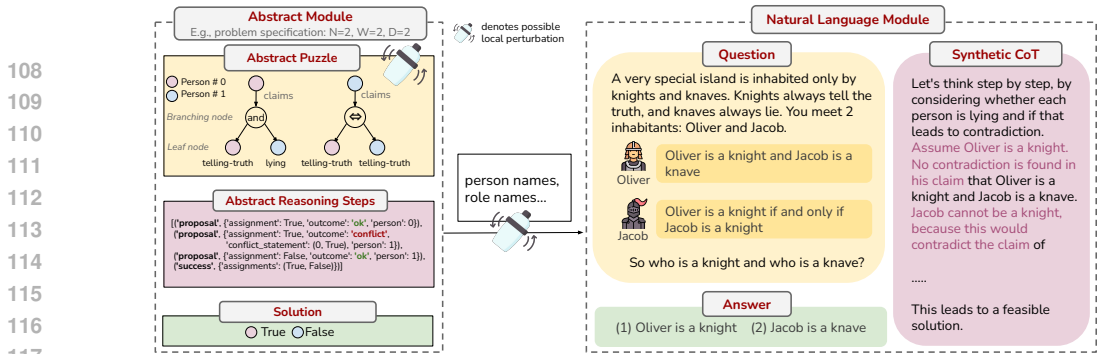 108
109
110
111
112
113
114
115
116
Abstract Module
E.g., problem specification: N=2, W=2, D=2
Abstract Puzzle
Person # 0
Person # 1
claims
claims
Branching node
and
⇔
Leaf node
telling-truth
lying
telling-truth
telling-truth
Abstract Reasoning Steps
[('proposal', {'assignment': True, 'outcome': 'ok', 'person': 0}),
('proposal', {'assignment': True, 'outcome': 'conflict',
'conflict_statement': (0, True), 'person': 1}),
('proposal', {'assignment': False, 'outcome': 'ok', 'person': 1}),
('success', {'assignments': (True, False)})]
Solution
True
False
denotes possible
local perturbation
person names,
role names...
Natural Language Module
Question
A very special island is inhabited only by
knights and knaves. Knights always tell the
truth, and knaves always lie. You meet 2
inhabitants: Oliver and Jacob.
Oliver
Oliver is a knight and Jacob is a
knave
Jacob
Oliver is a knight if and only if
Jacob is a knight
So who is a knight and who is a knave?
Answer
(1) Oliver is a knight (2) Jacob is a knave
Synthetic CoT
Let's think step by step, by
considering whether each
person is lying and if that
leads to contradiction.
Assume Oliver is a knight.
No contradiction is found in
his claim that Oliver is a
knight and Jacob is a knave.
Jacob cannot be a knight,
because this would
contradict the claim of
.....
This leads to a feasible
solution.